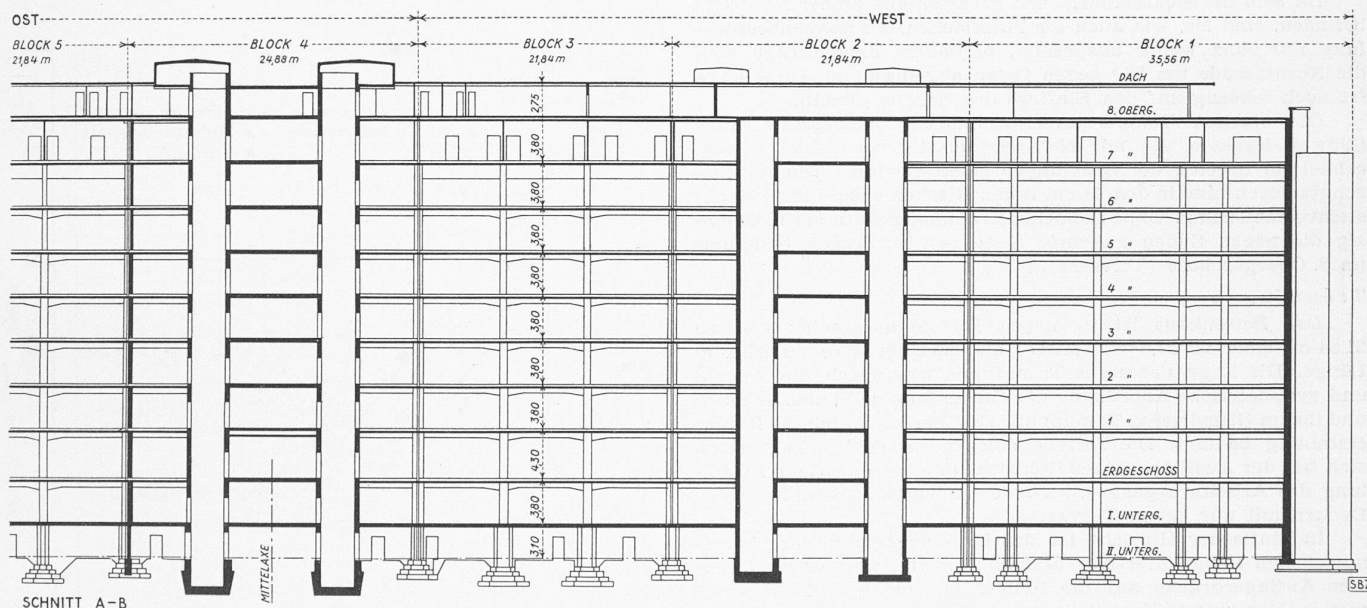 OST WEST
BLOCK 5 BLOCK 4 BLOCK 3 BLOCK 2 BLOCK 1
21,84 m 24,88 m 21,84 m 21,84 m 35,56 m
DACH
2.75 8. OBERG.
3.80 7 "
3.80 6 "
3.80 5 "
3.80 4 "
3.80 3 "
3.80 2 "
3.80 1 "
4.30 ERDGESCHOSS
3.80 I. UNTERG.
3.10 II. UNTERG.
MITTELAXE
SCHNITT A-B
SBZ